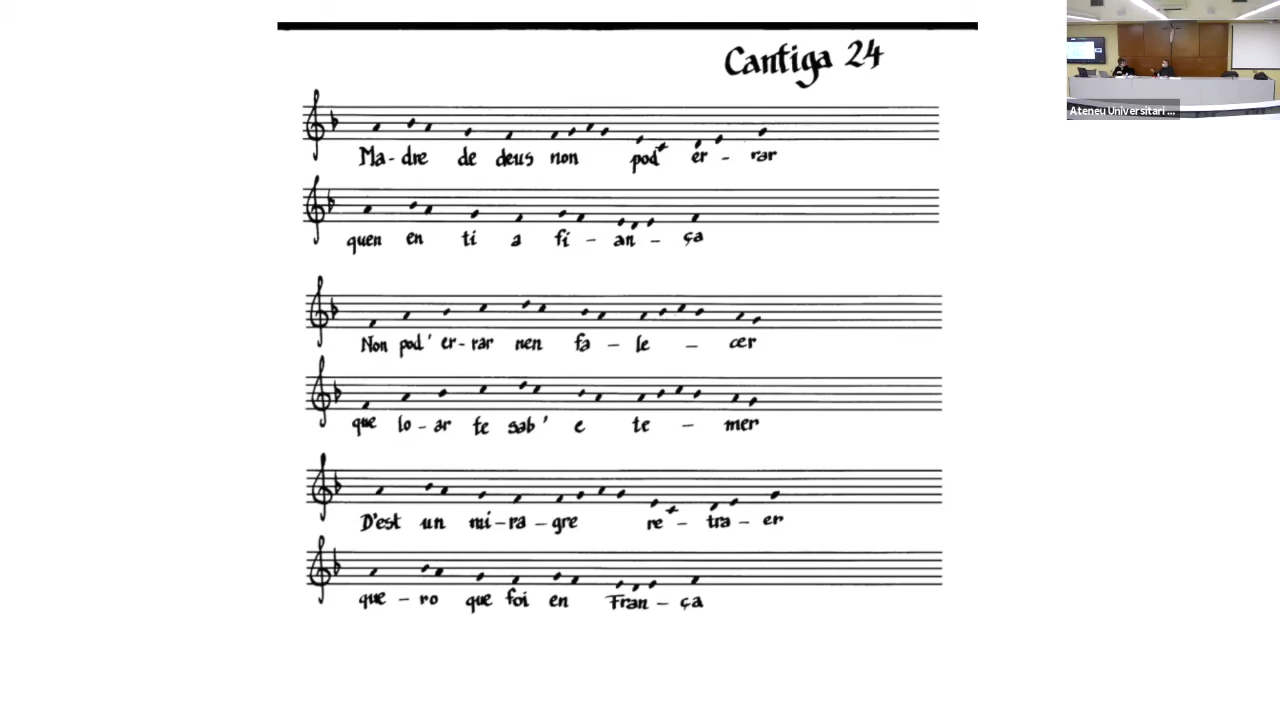 Cantiga 24
Ateneu Universitari ...
Ma-dre de deus non pod' er - rar
quen en ti a fi - an - ça
Non pod' er-rar nen fa - le - cer
que lo-ar te sab' e te - mer
D'est un mi-ra-gre re - tra - er
que - ro que foi en Fran - ça